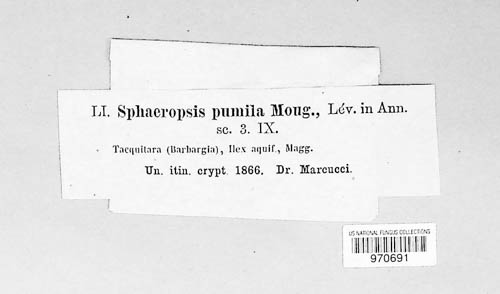 LI. Sphaeropsis pumila Moug., Lév. in Ann.
sc. 3. IX.
Tacquitara (Barbargia), Ilex aquif., Magg.
Un. itin. crypt. 1866. Dr. Marcucci.
US NATIONAL FUNGUS COLLECTIONS
970691